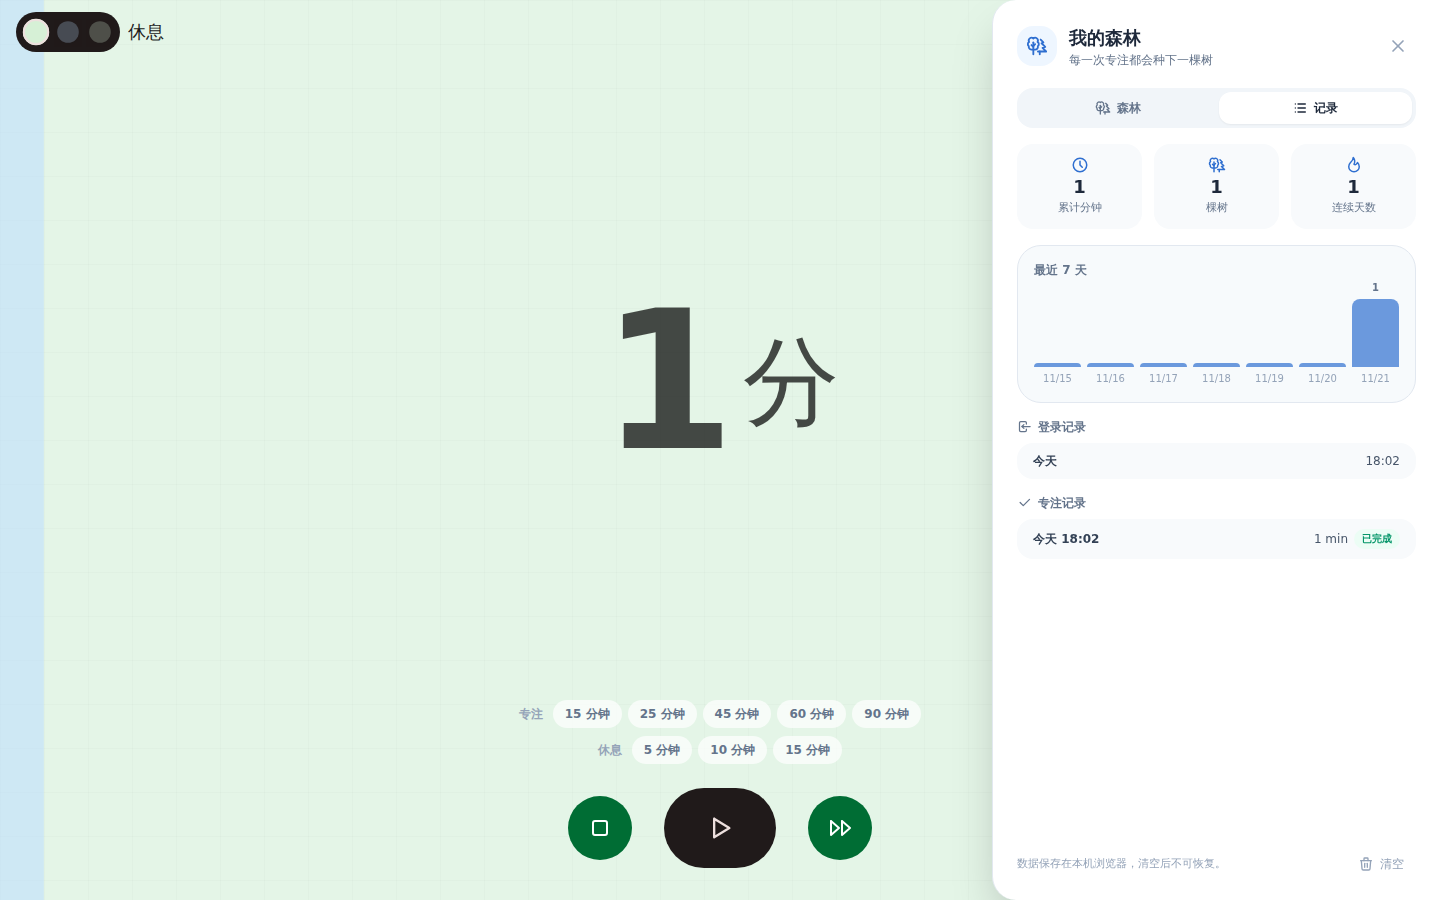 休息
1 分
专注 15 分钟 25 分钟 45 分钟 60 分钟 90 分钟
休息 5 分钟 10 分钟 15 分钟
我的森林
每一次专注都会种下一棵树
森林 记录
1 1 1
累计分钟 棵树 连续天数
最近 7 天
1
11/15 11/16 11/17 11/18 11/19 11/20 11/21
登录记录
今天 18:02
专注记录
今天 18:02 1 min 已完成
数据保存在本机浏览器，清空后不可恢复。 清空